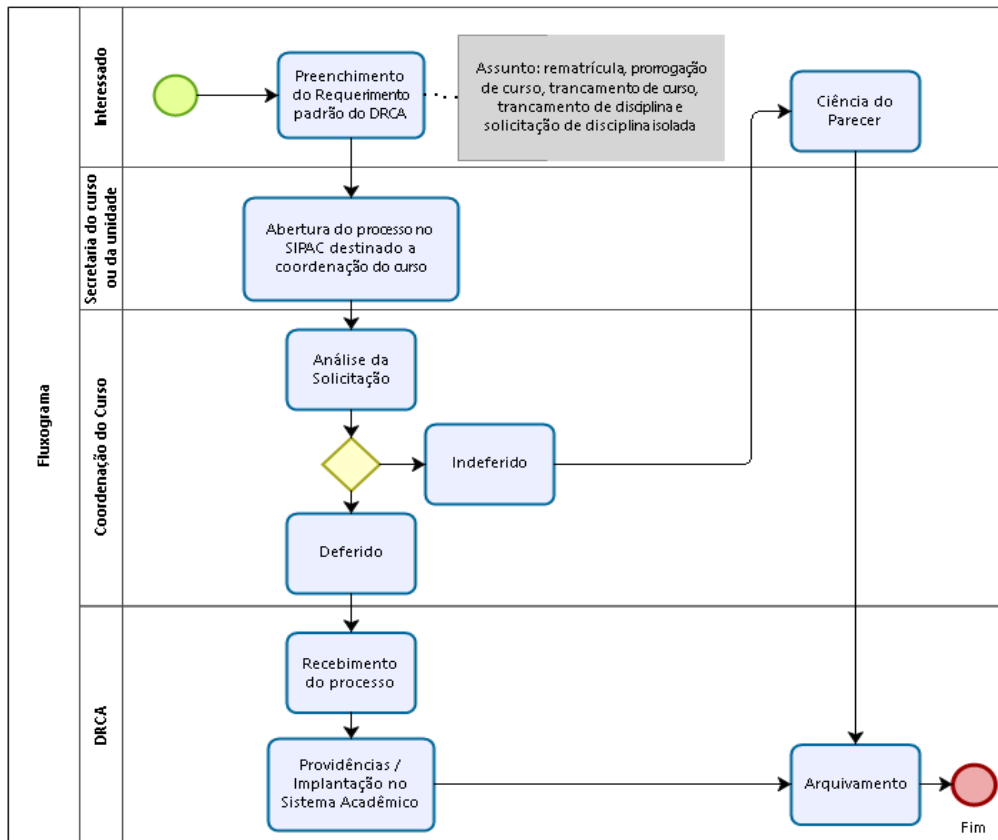 Fluxograma
Interessado
Preenchimento
do Requerimento
padrão do DRCA
Assunto: rematrícula, prorrogação
de curso, trancamento de curso,
trancamento de disciplina e
solicitação de disciplina isolada
Ciência do
Parecer
Secretaria do curso
ou da unidade
Abertura do processo no
SIPAC destinado a
coordenação do curso
Coordenação do Curso
Análise da
Solicitação
Indeferido
Deferido
DRCA
Recebimento
do processo
Providências /
Implantação no
Sistema Acadêmico
Arquivamento
Fim